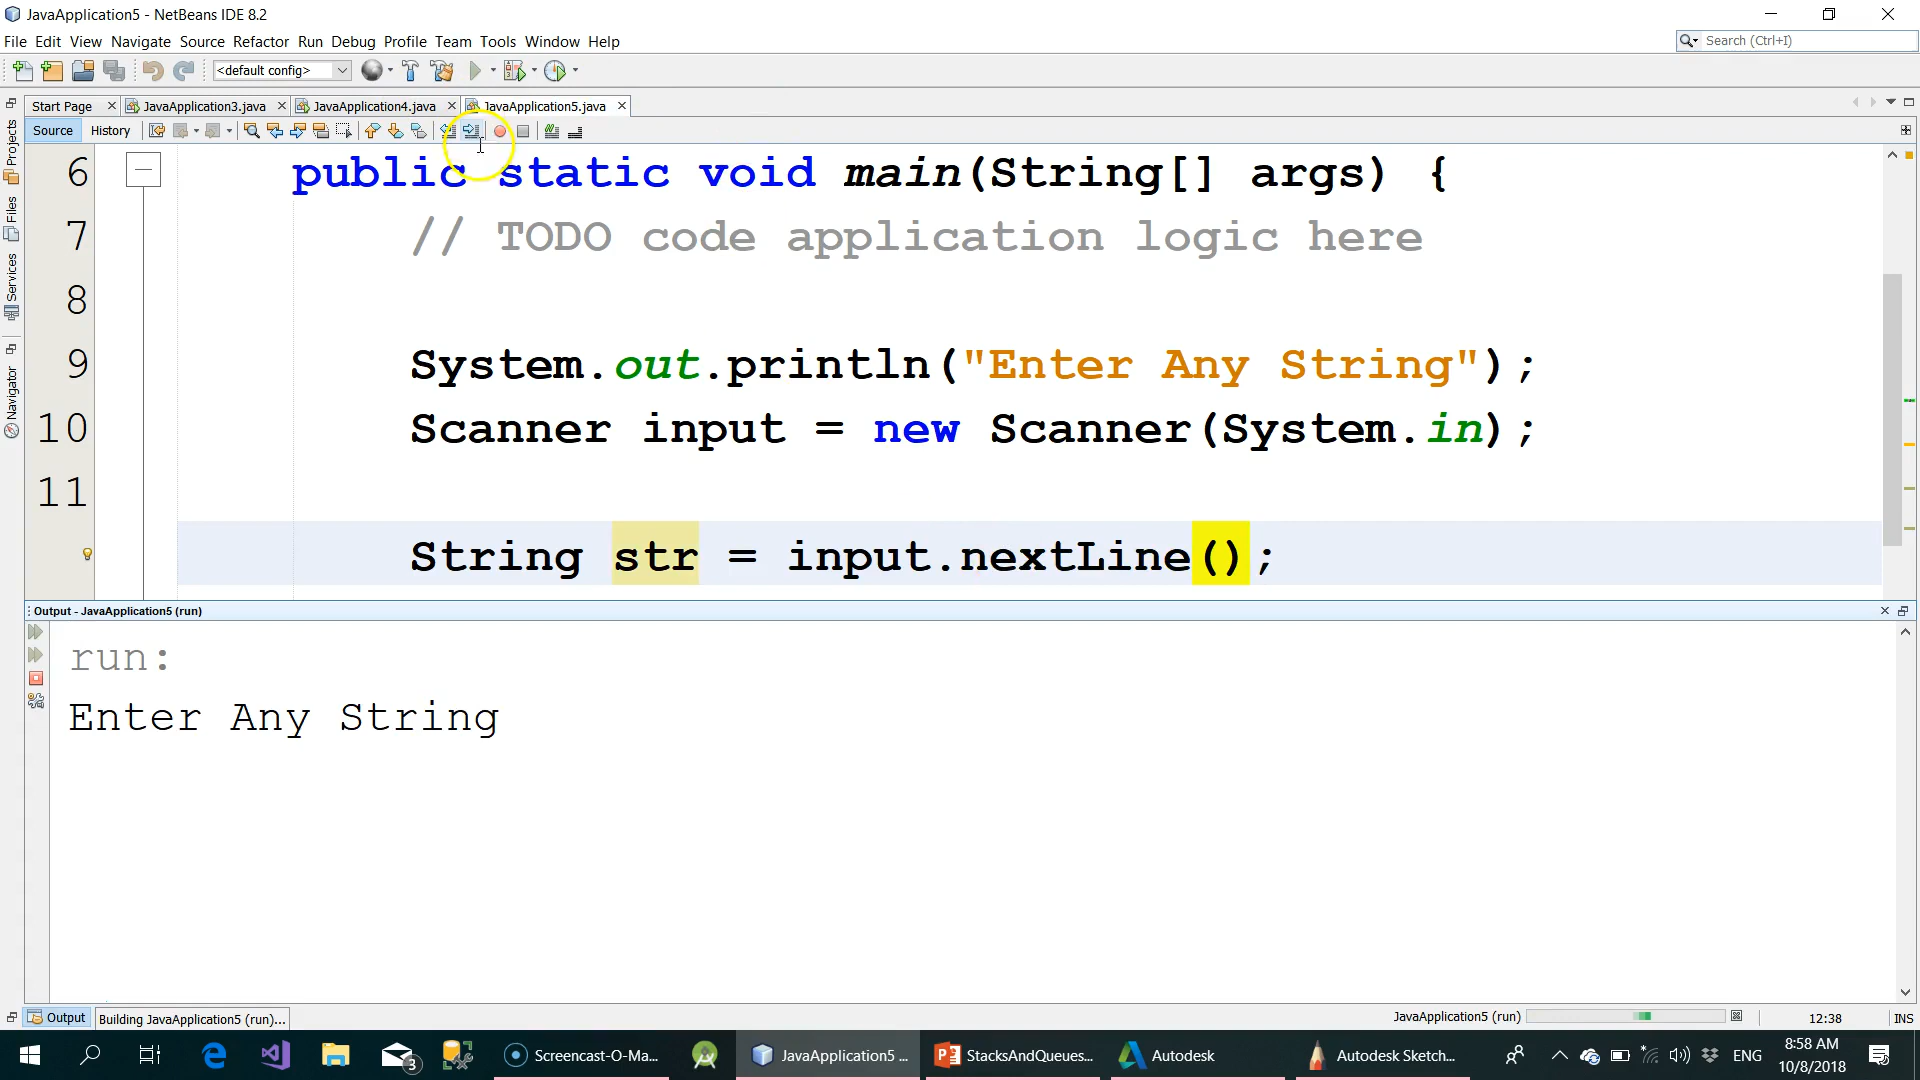 JavaApplication5 - NetBeans IDE 8.2
File Edit View Navigate Source Refactor Run Debug Profile Team Tools Window Help
Search (Ctrl+I)
<default config>
Start Page JavaApplication3.java JavaApplication4.java JavaApplication5.java
Source History
Projects
Files
Services
Navigator
6 public static void main(String[] args) {
7 // TODO code application logic here
8
9 System.out.println("Enter Any String");
10 Scanner input = new Scanner(System.in);
11
String str = input.nextLine();
Output - JavaApplication5 (run)
run:
Enter Any String
Output Building JavaApplication5 (run)... JavaApplication5 (run) 12:38 INS
3 Screencast-O-Ma... JavaApplication5 ... StacksAndQueues... Autodesk Autodesk Sketch... ENG 8:58 AM
10/8/2018